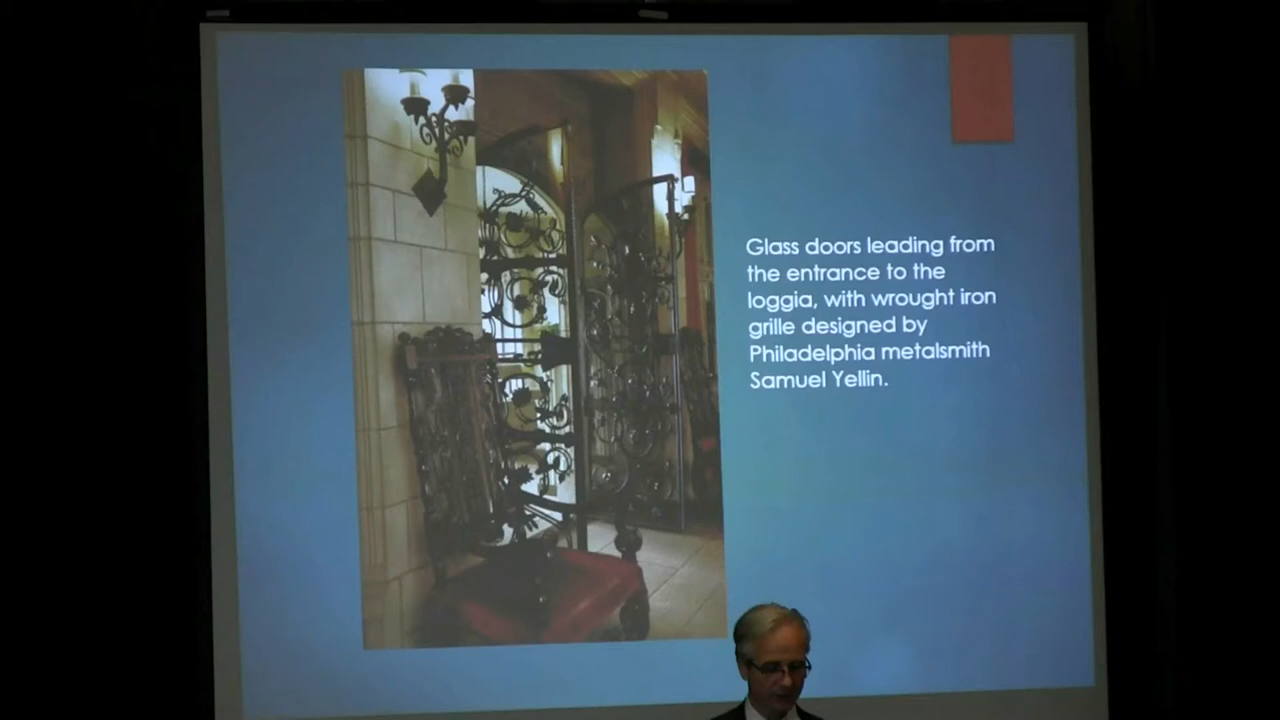 Glass doors leading from
the entrance to the
loggia, with wrought iron
grille designed by
Philadelphia metalsmith
Samuel Yellin.